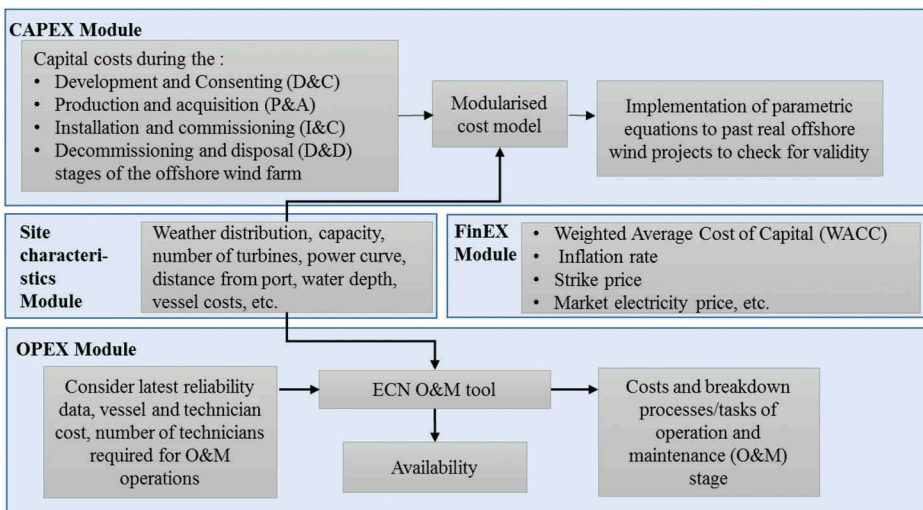 CAPEX Module
Capital costs during the :
• Development and Consenting (D&C)
• Production and acquisition (P&A)
• Installation and commissioning (I&C)
• Decommissioning and disposal (D&D)
stages of the offshore wind farm
Modularised
cost model
Implementation of parametric
equations to past real offshore
wind projects to check for validity
Site
characteri-
stics
Module
Weather distribution, capacity,
number of turbines, power curve,
distance from port, water depth,
vessel costs, etc.
FinEX
Module
• Weighted Average Cost of Capital (WACC)
• Inflation rate
• Strike price
• Market electricity price, etc.
OPEX Module
Consider latest reliability
data, vessel and technician
cost, number of technicians
required for O&M
operations
ECN O&M tool
Availability
Costs and breakdown
processes/tasks of
operation and
maintenance (O&M)
stage